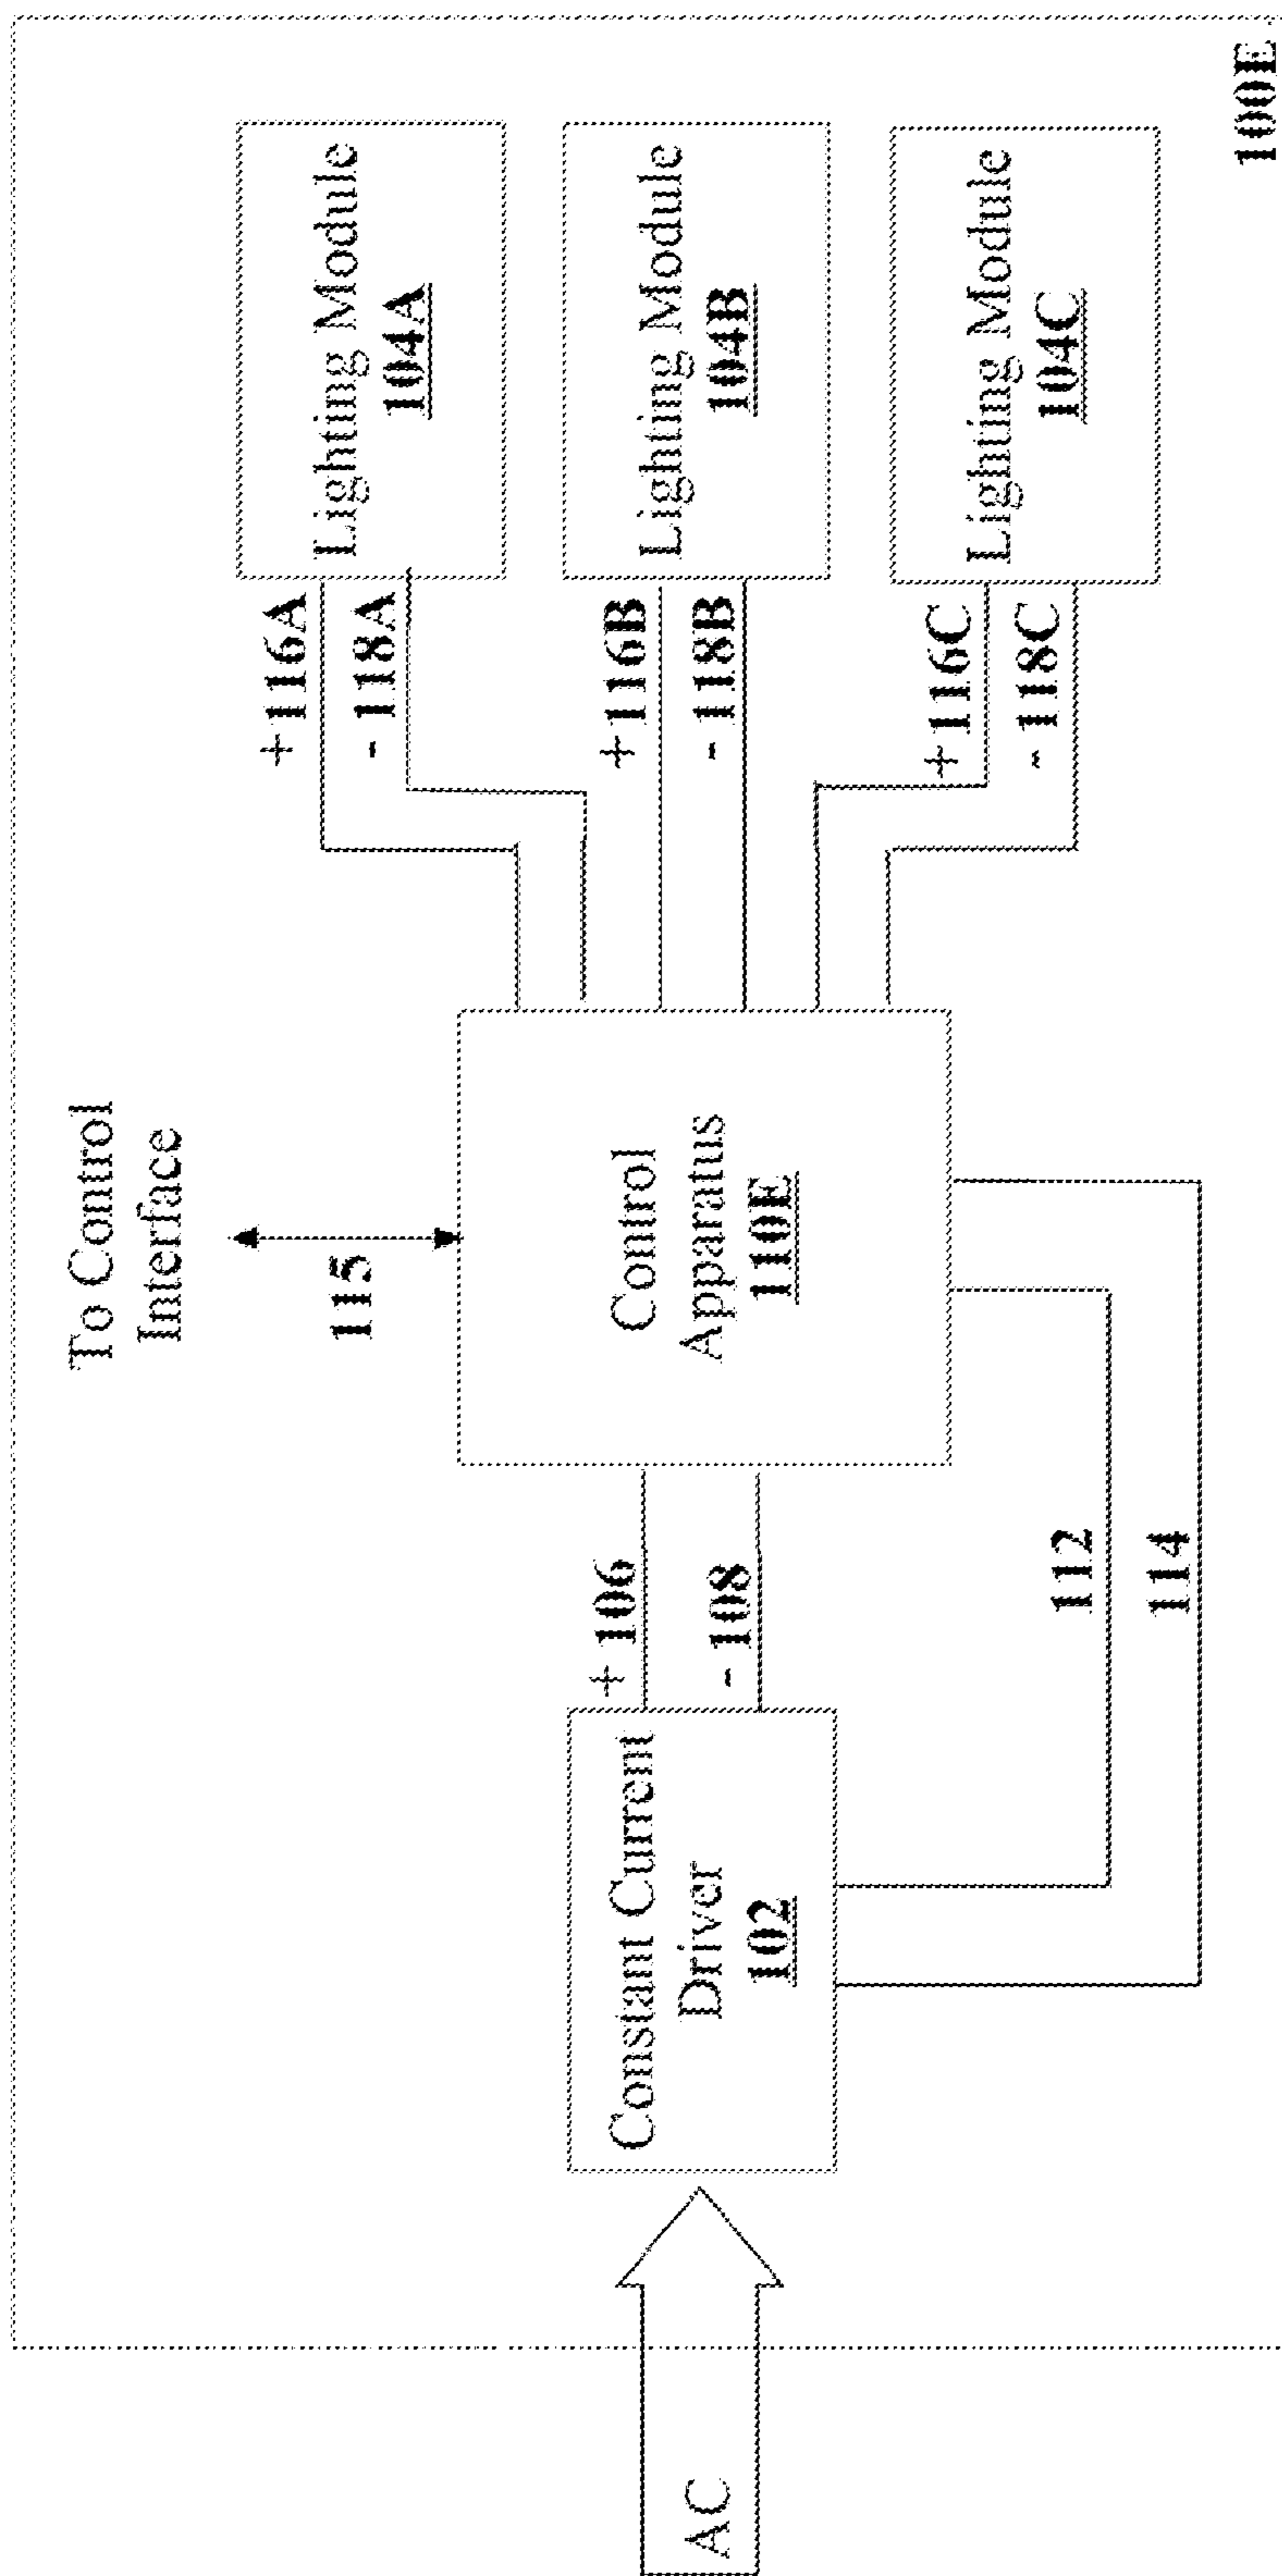 To Control
Interface
115
AC
Constant Current
Driver
102
+ 106
- 108
Control
Apparatus
110E
112
114
+116A
- 118A
+116B
- 118B
+116C
- 118C
Lighting Module
104A
Lighting Module
104B
Lighting Module
104C
100E